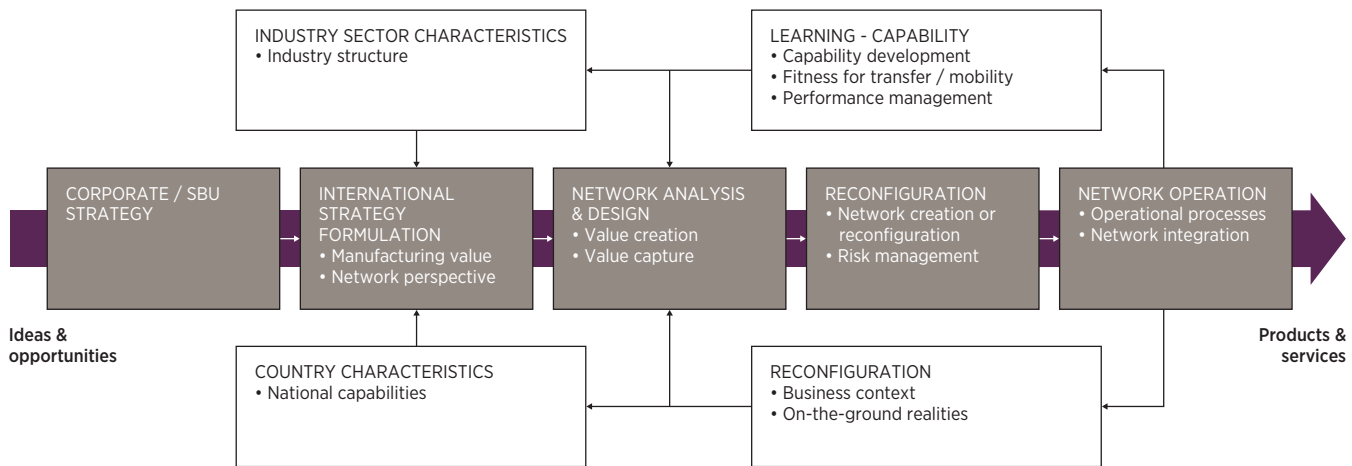 INDUSTRY SECTOR CHARACTERISTICS
• Industry structure
LEARNING - CAPABILITY
• Capability development
• Fitness for transfer / mobility
• Performance management
CORPORATE / SBU
STRATEGY
INTERNATIONAL
STRATEGY
FORMULATION
• Manufacturing value
• Network perspective
NETWORK ANALYSIS
& DESIGN
• Value creation
• Value capture
RECONFIGURATION
• Network creation or
reconfiguration
• Risk management
NETWORK OPERATION
• Operational processes
• Network integration
Ideas &
opportunities
Products &
services
COUNTRY CHARACTERISTICS
• National capabilities
RECONFIGURATION
• Business context
• On-the-ground realities